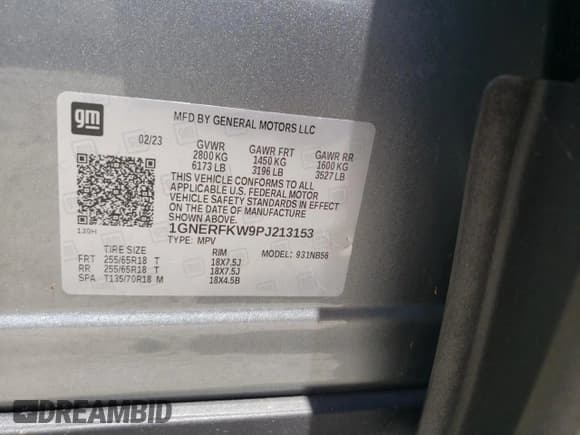 gm
MFD BY GENERAL MOTORS LLC
02/23
GVWR GAWR FRT GAWR RR
2800 KG 1450 KG 1600 KG
6173 LB 3196 LB 3527 LB
THIS VEHICLE CONFORMS TO ALL
APPLICABLE U.S. FEDERAL MOTOR
VEHICLE SAFETY STANDARDS IN EFFECT
ON THE DATE OF MANUFACTURE
SHOWN ABOVE.
1GNERFKW9PJ213153
TYPE: MPV
130H
TIRE SIZE RIM MODEL: 931NB56
FRT 255/65R18 T 18X7.5J
RR 255/65R18 T 18X7.5J
SPA T135/70R18 M 18X4.5B
DREAMBID